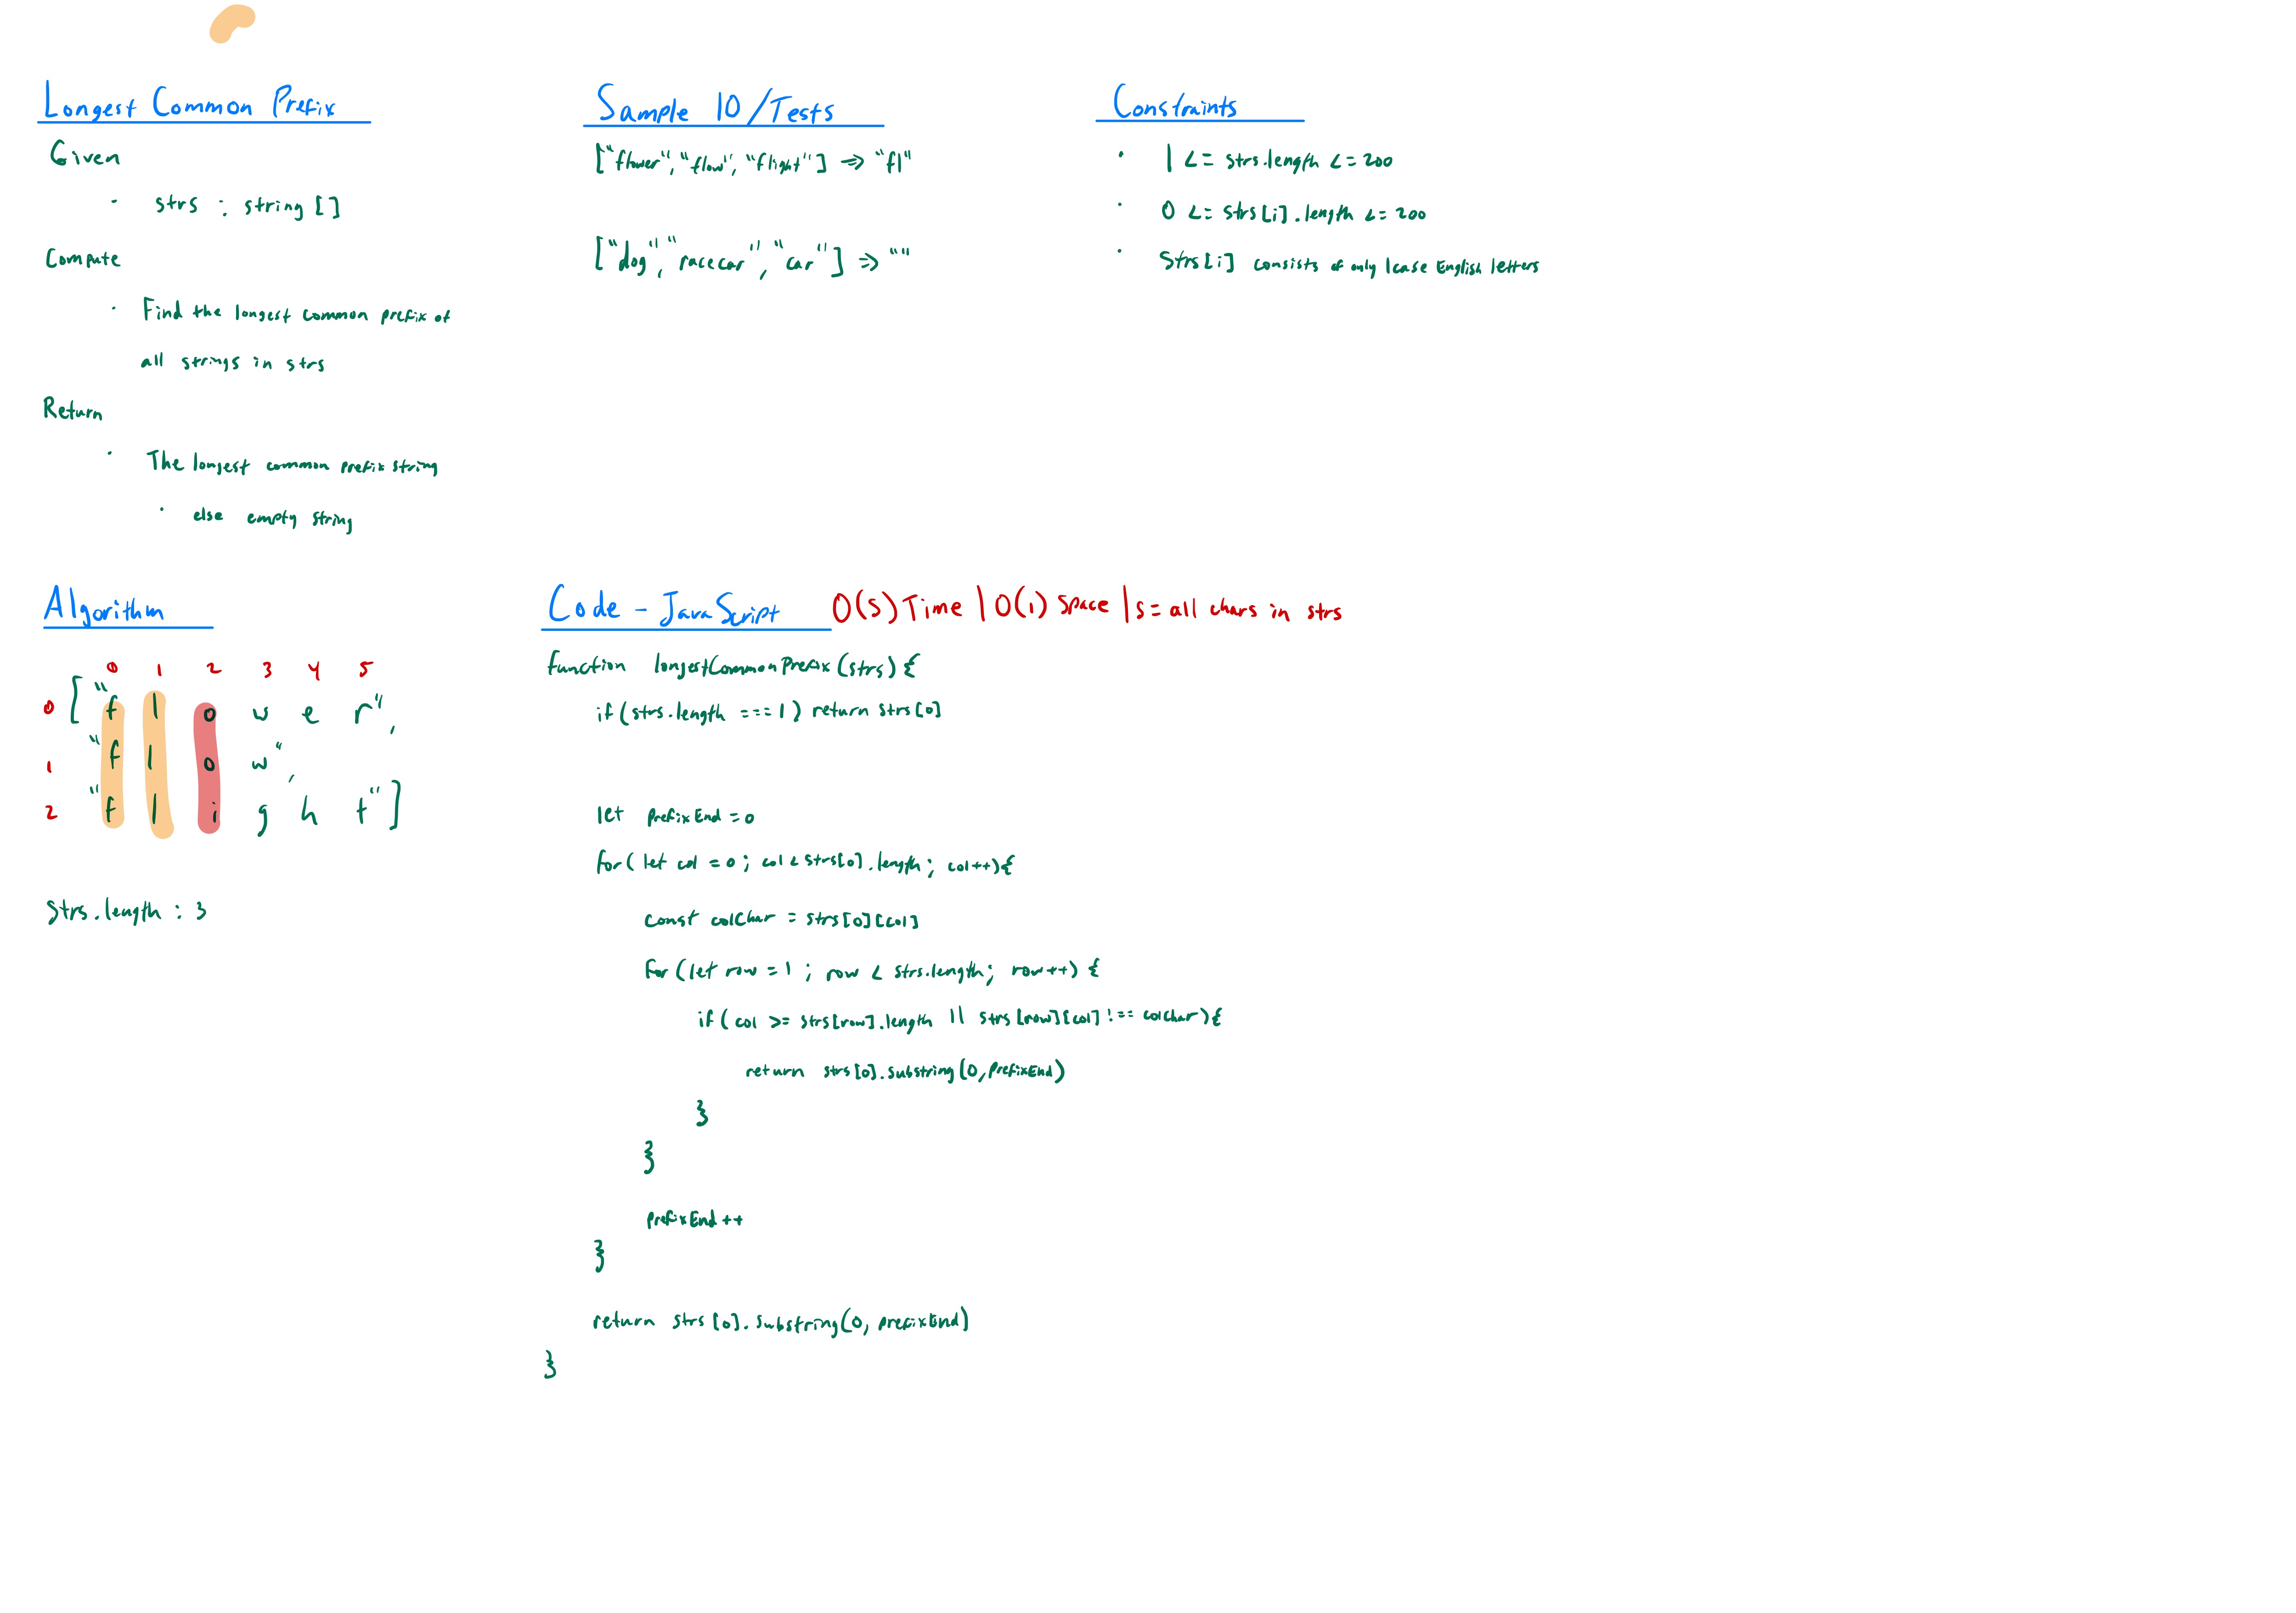 Longest Common Prefix
Given
· strs : string []
Compute
· Find the longest common prefix of
all strings in strs
Return
· The longest common prefix string
· else empty string
Sample IO/Tests
["flower", "flow", "flight"] => "fl"
["dog", "racecar", "car"] => ""
Constraints
· 1 <= strs.length <= 200
· 0 <= strs[i].length <= 200
· Strs[i] consists of only lcase English letters
Algorithm
0 1 2 3 4 5
0 ["f l o w e r",
1 "f l o w",
2 "f l i g h t"]
Strs.length : 3
Code - JavaScript O(S) Time | O(1) Space | S = all chars in strs
function longestCommonPrefix (strs) {
if (strs.length === 1) return strs[0]
let prefixEnd = 0
for( let col = 0; col < strs[0].length; col++){
const colChar = strs[0][col]
for (let row = 1; row < strs.length; row++) {
if ( col >= strs[row].length || strs[row][col] !== colChar){
return strs[0].substring(0, prefixEnd)
}
}
prefixEnd++
}
return strs[0].substring(0, prefixEnd)
}